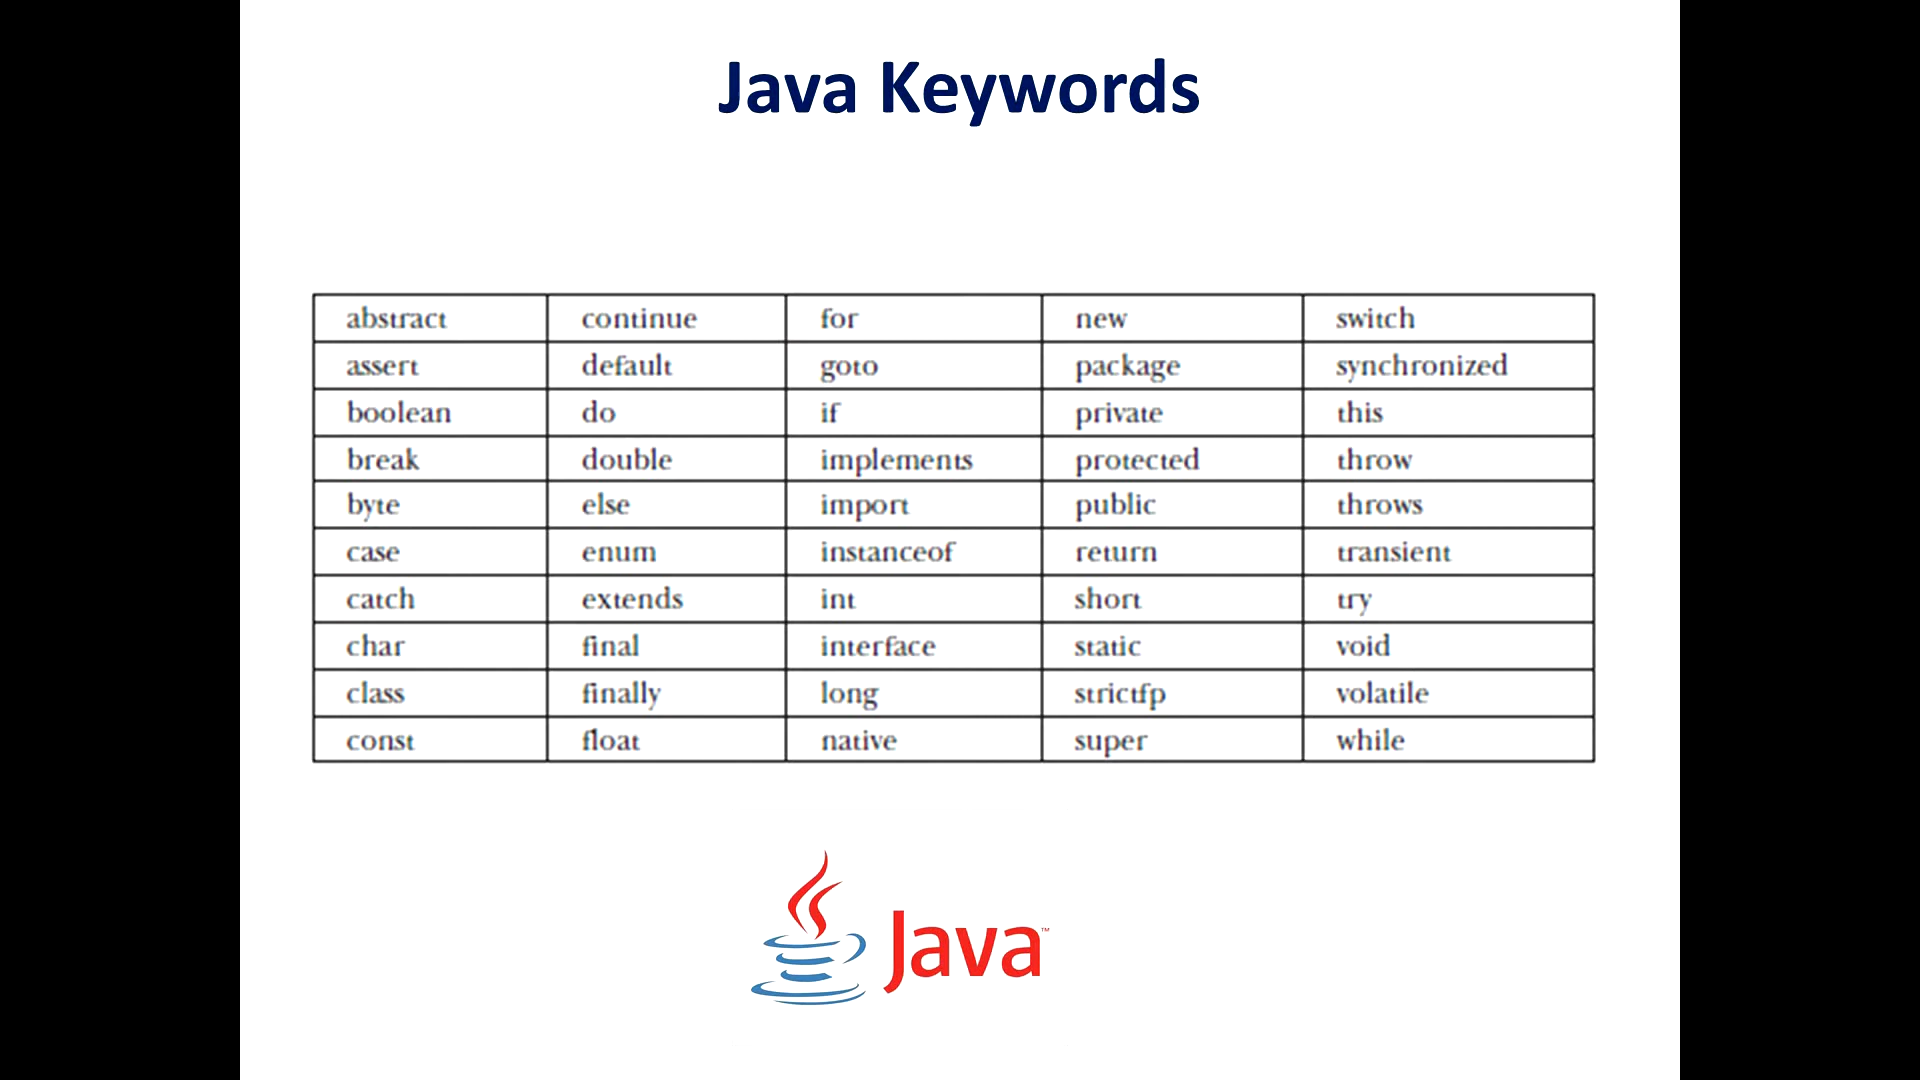 Java Keywords
abstract continue for new switch
assert default goto package synchronized
boolean do if private this
break double implements protected throw
byte else import public throws
case enum instanceof return transient
catch extends int short try
char final interface static void
class finally long strictfp volatile
const float native super while
Java™